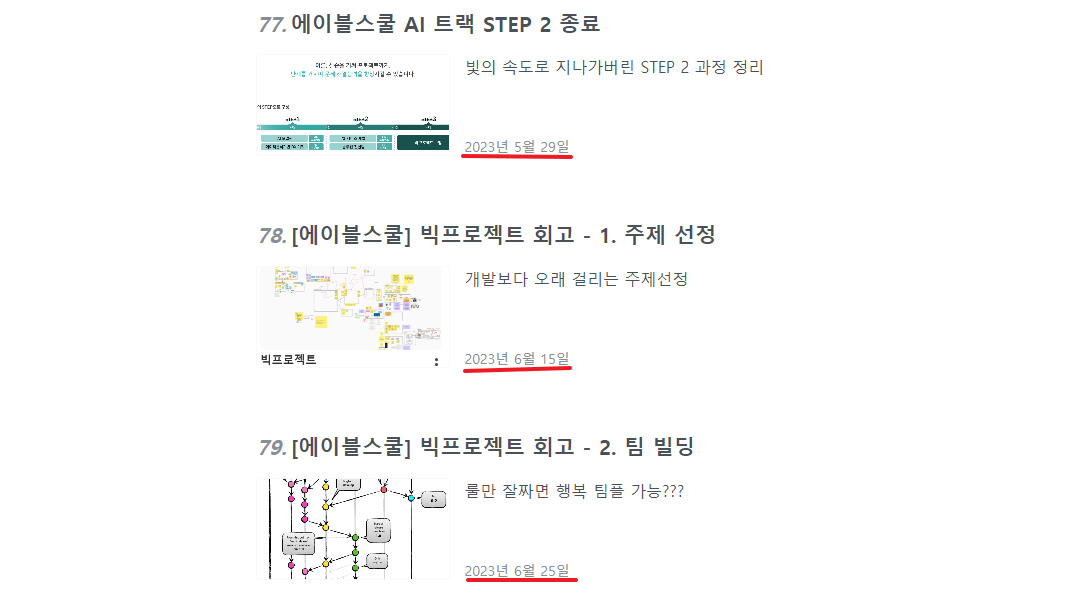 77. 에이블스쿨 AI 트랙 STEP 2 종료
빛의 속도로 지나가버린 STEP 2 과정 정리
2023년 5월 29일
78. [에이블스쿨] 빅프로젝트 회고 - 1. 주제 선정
개발보다 오래 걸리는 주제선정
빅프로젝트
2023년 6월 15일
79. [에이블스쿨] 빅프로젝트 회고 - 2. 팀 빌딩
룰만 잘짜면 행복 팀플 가능???
2023년 6월 25일